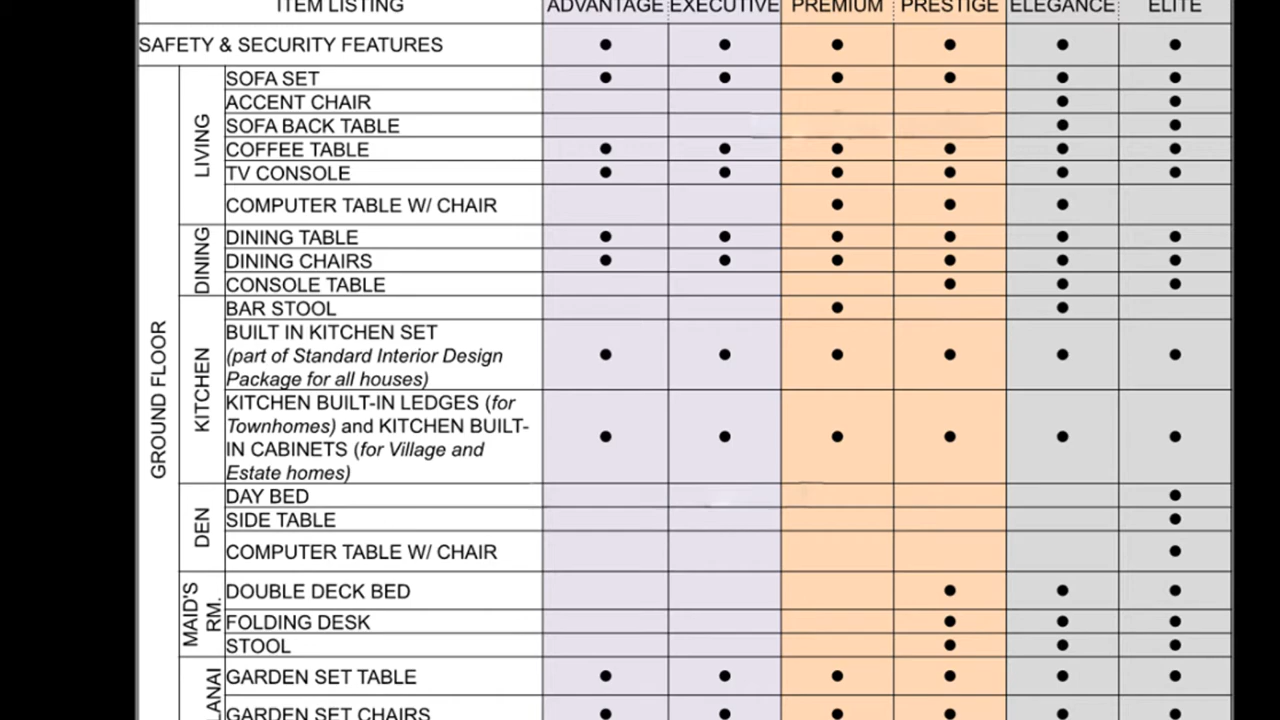 ITEM LISTING ADVANTAGE EXECUTIVE PREMIUM PRESTIGE ELEGANCE ELITE
SAFETY & SECURITY FEATURES ● ● ● ● ● ●
GROUND FLOOR
LIVING
SOFA SET ● ● ● ● ● ●
ACCENT CHAIR ● ●
SOFA BACK TABLE ● ●
COFFEE TABLE ● ● ● ● ● ●
TV CONSOLE ● ● ● ● ● ●
COMPUTER TABLE W/ CHAIR ● ● ●
DINING
DINING TABLE ● ● ● ● ● ●
DINING CHAIRS ● ● ● ● ● ●
CONSOLE TABLE ● ● ●
KITCHEN
BAR STOOL ● ●
BUILT IN KITCHEN SET
(part of Standard Interior Design ● ● ● ● ● ●
Package for all houses)
KITCHEN BUILT-IN LEDGES (for
Townhomes) and KITCHEN BUILT- ● ● ● ● ● ●
IN CABINETS (for Village and
Estate homes)
DEN
DAY BED ●
SIDE TABLE ●
COMPUTER TABLE W/ CHAIR ●
MAID'S
RM.
DOUBLE DECK BED ● ● ●
FOLDING DESK ● ● ●
STOOL ● ● ●
LANAI
GARDEN SET TABLE ● ● ● ● ● ●
GARDEN SET CHAIRS ● ● ● ● ● ●